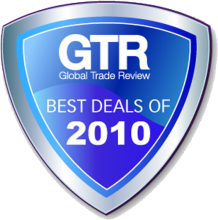 GTR
Global Trade Review
BEST DEALS OF
2010